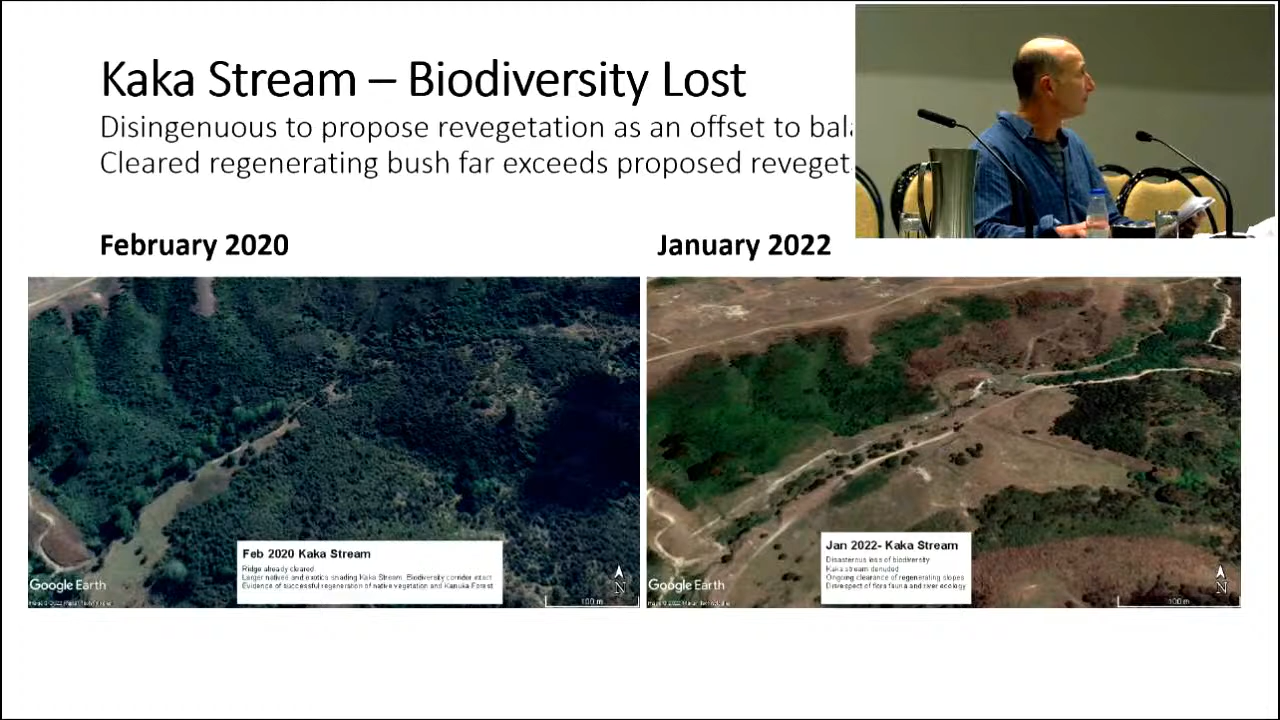 Kaka Stream – Biodiversity Lost
Disingenuous to propose revegetation as an offset to bala
Cleared regenerating bush far exceeds proposed reveget
February 2020
January 2022
Feb 2020 Kaka Stream
Ridge already cleared
Larger natives and exotics shading Kaka Stream. Biodiversity corridor intact
Evidence of successful regeneration of native vegetation and Kanuka Forest
Google Earth
100 m
N
Jan 2022- Kaka Stream
Disasterous loss of biodiversity
Kaka stream denuded
Ongoing clearance of regenerating slopes
Disrespect of flora fauna and river ecology
Google Earth
100 m
N